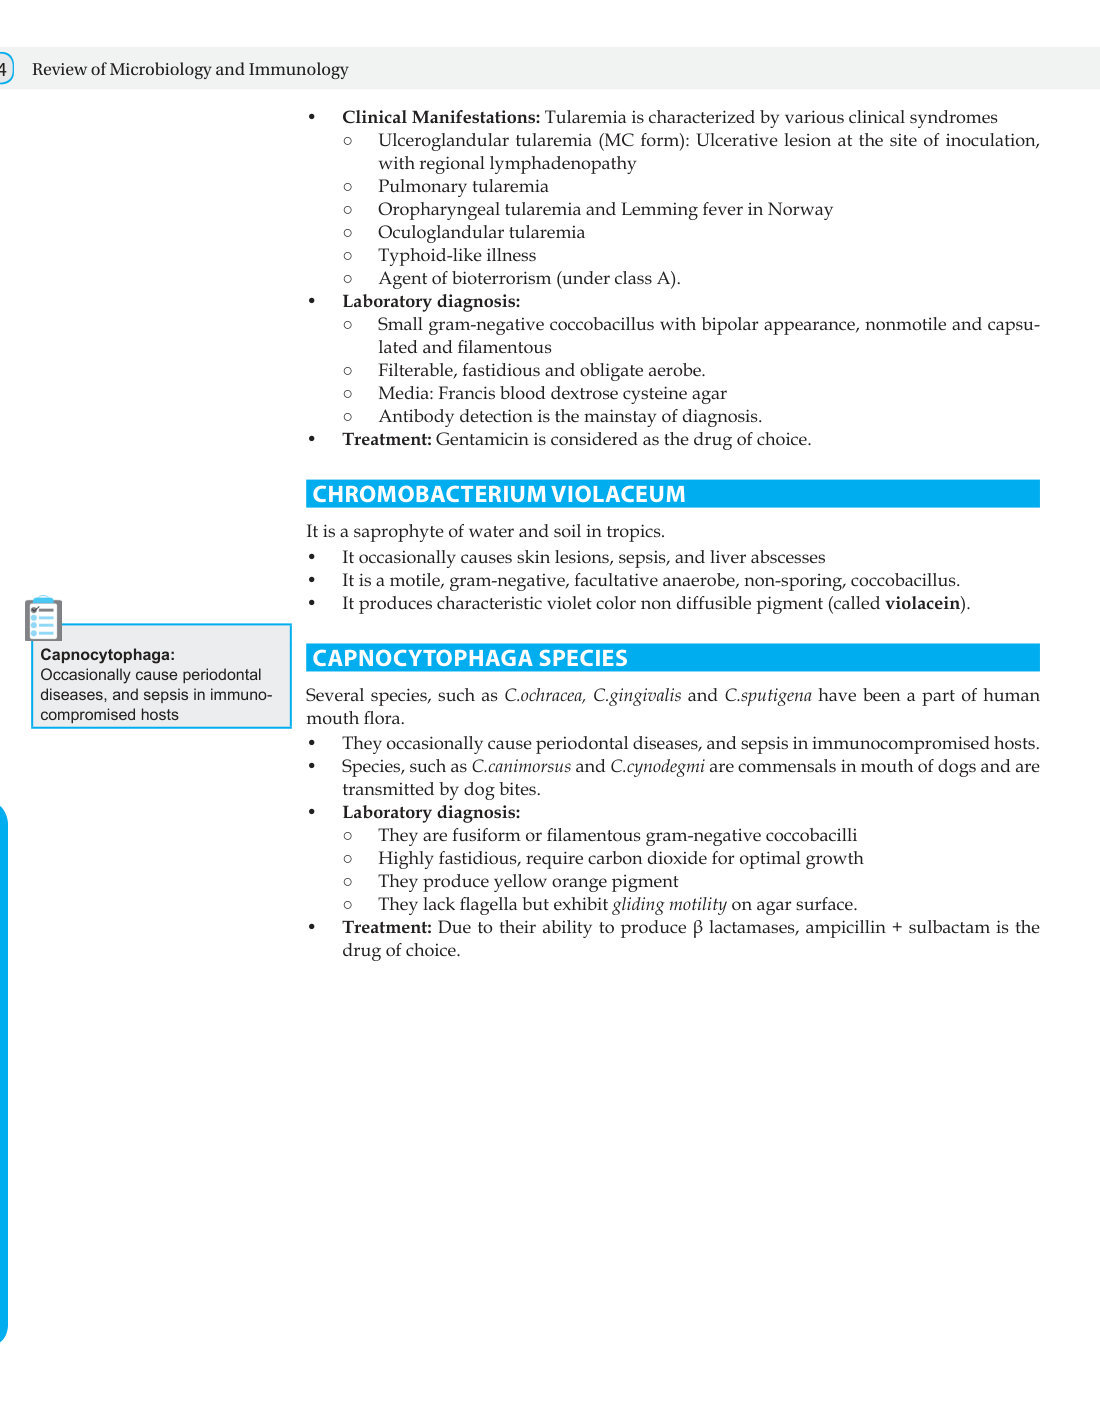 4
Review of Microbiology and Immunology
• Clinical Manifestations: Tularemia is characterized by various clinical syndromes
○ Ulceroglandular tularemia (MC form): Ulcerative lesion at the site of inoculation,
with regional lymphadenopathy
○ Pulmonary tularemia
○ Oropharyngeal tularemia and Lemming fever in Norway
○ Oculoglandular tularemia
○ Typhoid-like illness
○ Agent of bioterrorism (under class A).
• Laboratory diagnosis:
○ Small gram-negative coccobacillus with bipolar appearance, nonmotile and capsu-
lated and filamentous
○ Filterable, fastidious and obligate aerobe.
○ Media: Francis blood dextrose cysteine agar
○ Antibody detection is the mainstay of diagnosis.
• Treatment: Gentamicin is considered as the drug of choice.
CHROMOBACTERIUM VIOLACEUM
It is a saprophyte of water and soil in tropics.
• It occasionally causes skin lesions, sepsis, and liver abscesses
• It is a motile, gram-negative, facultative anaerobe, non-sporing, coccobacillus.
• It produces characteristic violet color non diffusible pigment (called violacein).
Capnocytophaga:
Occasionally cause periodontal
diseases, and sepsis in immuno-
compromised hosts
CAPNOCYTOPHAGA SPECIES
Several species, such as C.ochracea, C.gingivalis and C.sputigena have been a part of human
mouth flora.
• They occasionally cause periodontal diseases, and sepsis in immunocompromised hosts.
• Species, such as C.canimorsus and C.cynodegmi are commensals in mouth of dogs and are
transmitted by dog bites.
• Laboratory diagnosis:
○ They are fusiform or filamentous gram-negative coccobacilli
○ Highly fastidious, require carbon dioxide for optimal growth
○ They produce yellow orange pigment
○ They lack flagella but exhibit gliding motility on agar surface.
• Treatment: Due to their ability to produce β lactamases, ampicillin + sulbactam is the
drug of choice.